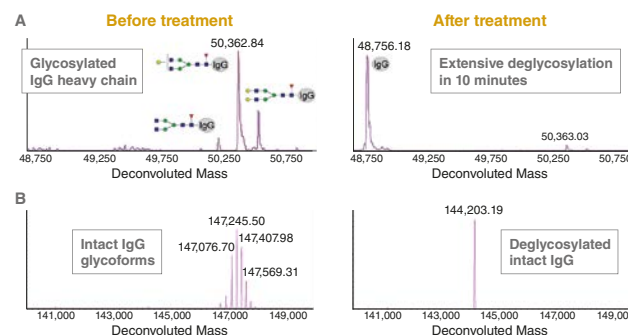 Before treatment
After treatment
A
Glycosylated
IgG heavy chain
50,362.84
IgG
IgG
IgG
48,750 49,250 49,750 50,250 50,750
Deconvoluted Mass
48,756.18
IgG
Extensive deglycosylation
in 10 minutes
50,363.03
48,750 49,250 49,750 50,250 50,750
Deconvoluted Mass
B
Intact IgG
glycoforms
147,245.50
147,076.70
147,407.98
147,569.31
141,000 143,000 145,000 147,000 149,000
Deconvoluted Mass
144,203.19
Deglycosylated
intact IgG
141,000 143,000 145,000 147,000 149,000
Deconvoluted Mass